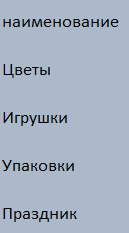 наименование
Цветы
Игрушки
Упаковки
Праздник